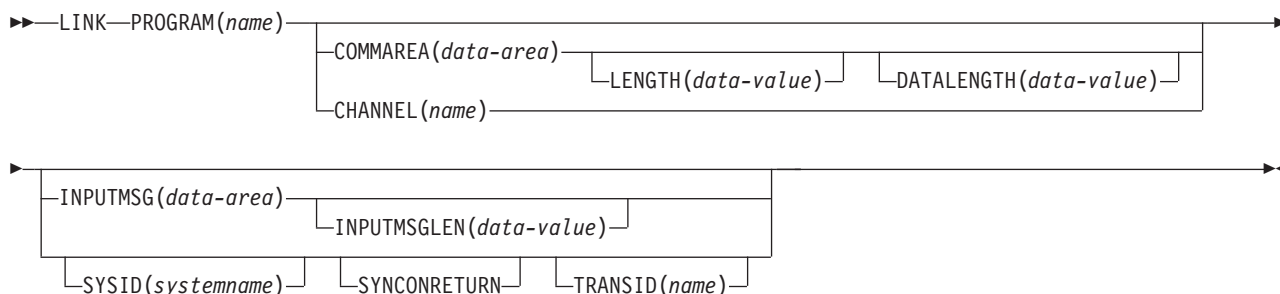 LINK PROGRAM(name)
COMMAREA(data-area)
LENGTH(data-value) DATALENGTH(data-value)
CHANNEL(name)
INPUTMSG(data-area)
INPUTMSGLEN(data-value)
SYSID(systemname) SYNCONRETURN TRANSID(name)